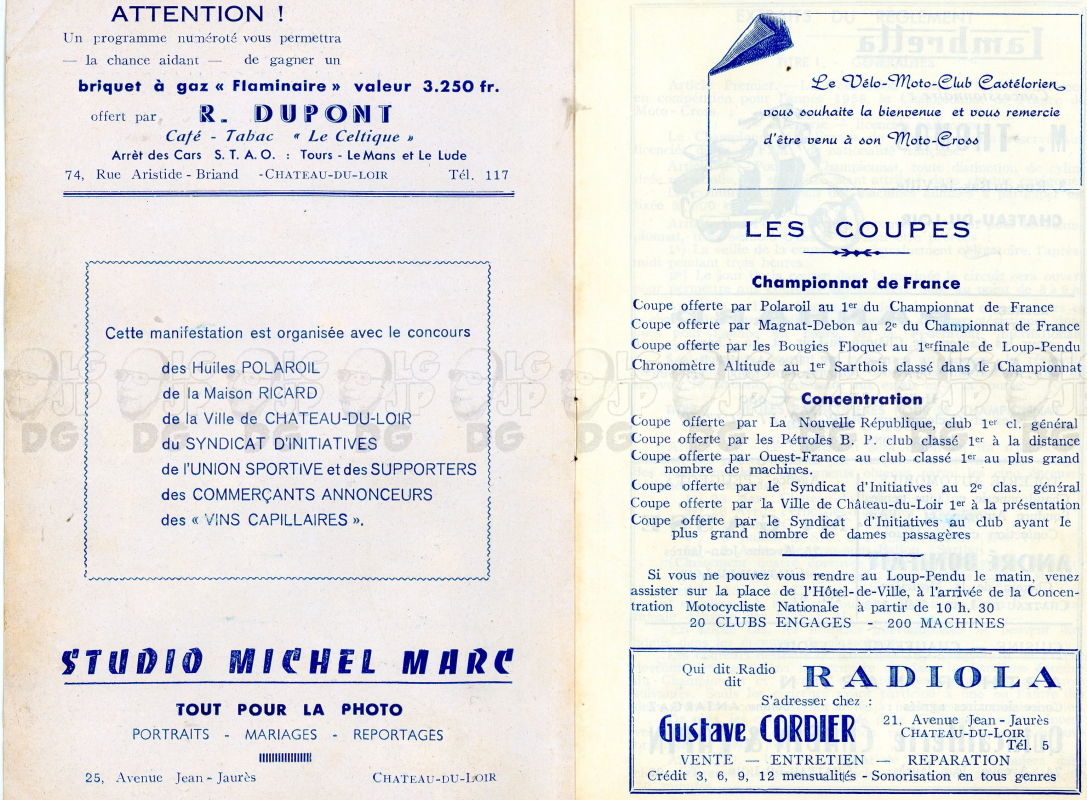 ATTENTION !
Un programme numéroté vous permettra
— la chance aidant — de gagner un
briquet à gaz « Flaminaire » valeur 3.250 fr.
offert par R. DUPONT
Café - Tabac « Le Celtique »
Arrêt des Cars S. T. A. O. : Tours - Le Mans et Le Lude
74, Rue Aristide - Briand - CHATEAU-DU-LOIR Tél. 117
Cette manifestation est organisée avec le concours
des Huiles POLAROIL
de la Maison RICARD
de la Ville de CHATEAU-DU-LOIR
du SYNDICAT D'INITIATIVES
de l'UNION SPORTIVE et des SUPPORTERS
des COMMERÇANTS ANNONCEURS
des « VINS CAPILLAIRES ».
STUDIO MICHEL MARC
TOUT POUR LA PHOTO
PORTRAITS - MARIAGES - REPORTAGES
25, Avenue Jean - Jaurès CHATEAU-DU-LOIR
Le Vélo-Moto-Club Castélorien
vous souhaite la bienvenue et vous remercie
d'être venu à son Moto-Cross
LES COUPES
Championnat de France
Coupe offerte par Polaroil au 1er du Championnat de France
Coupe offerte par Magnat-Debon au 2e du Championnat de France
Coupe offerte par les Bougies Floquet au 1er finale de Loup-Pendu
Chronomètre Altitude au 1er Sarthois classé dans le Championnat
Concentration
Coupe offerte par La Nouvelle République, club 1er cl. général
Coupe offerte par les Pétroles B. P. club classé 1er à la distance
Coupe offerte par Ouest-France au club classé 1er au plus grand
nombre de machines.
Coupe offerte par le Syndicat d'Initiatives au 2e clas. général
Coupe offerte par la Ville de Château-du-Loir 1er à la présentation
Coupe offerte par le Syndicat d'Initiatives au club ayant le
plus grand nombre de dames passagères
Si vous ne pouvez vous rendre au Loup-Pendu le matin, venez
assister sur la place de l'Hôtel-de-Ville, à l'arrivée de la Concen-
tration Motocycliste Nationale à partir de 10 h. 30
20 CLUBS ENGAGES - 200 MACHINES
Qui dit Radio
dit RADIOLA
S'adresser chez :
Gustave CORDIER
21, Avenue Jean - Jaurès
CHATEAU-DU-LOIR
Tél. 5
VENTE — ENTRETIEN — REPARATION
Crédit 3, 6, 9, 12 mensualités - Sonorisation en tous genres